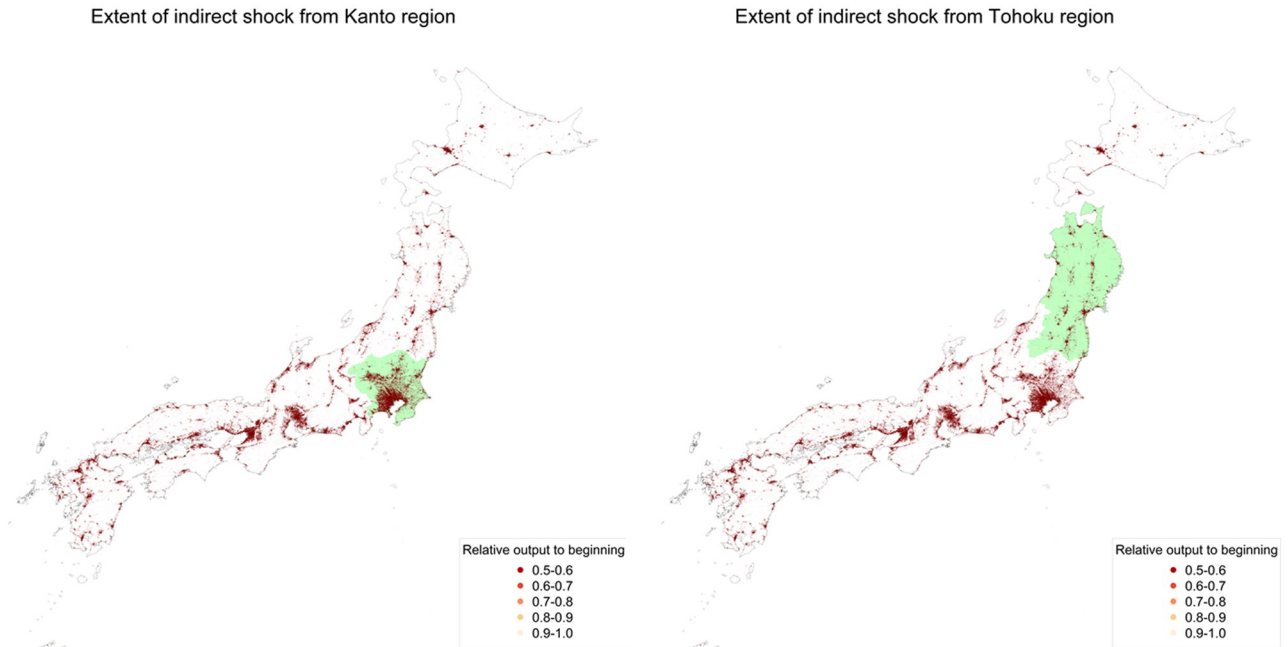 Extent of indirect shock from Kanto region
Extent of indirect shock from Tohoku region
Relative output to beginning
0.5-0.6
0.6-0.7
0.7-0.8
0.8-0.9
0.9-1.0
Relative output to beginning
0.5-0.6
0.6-0.7
0.7-0.8
0.8-0.9
0.9-1.0